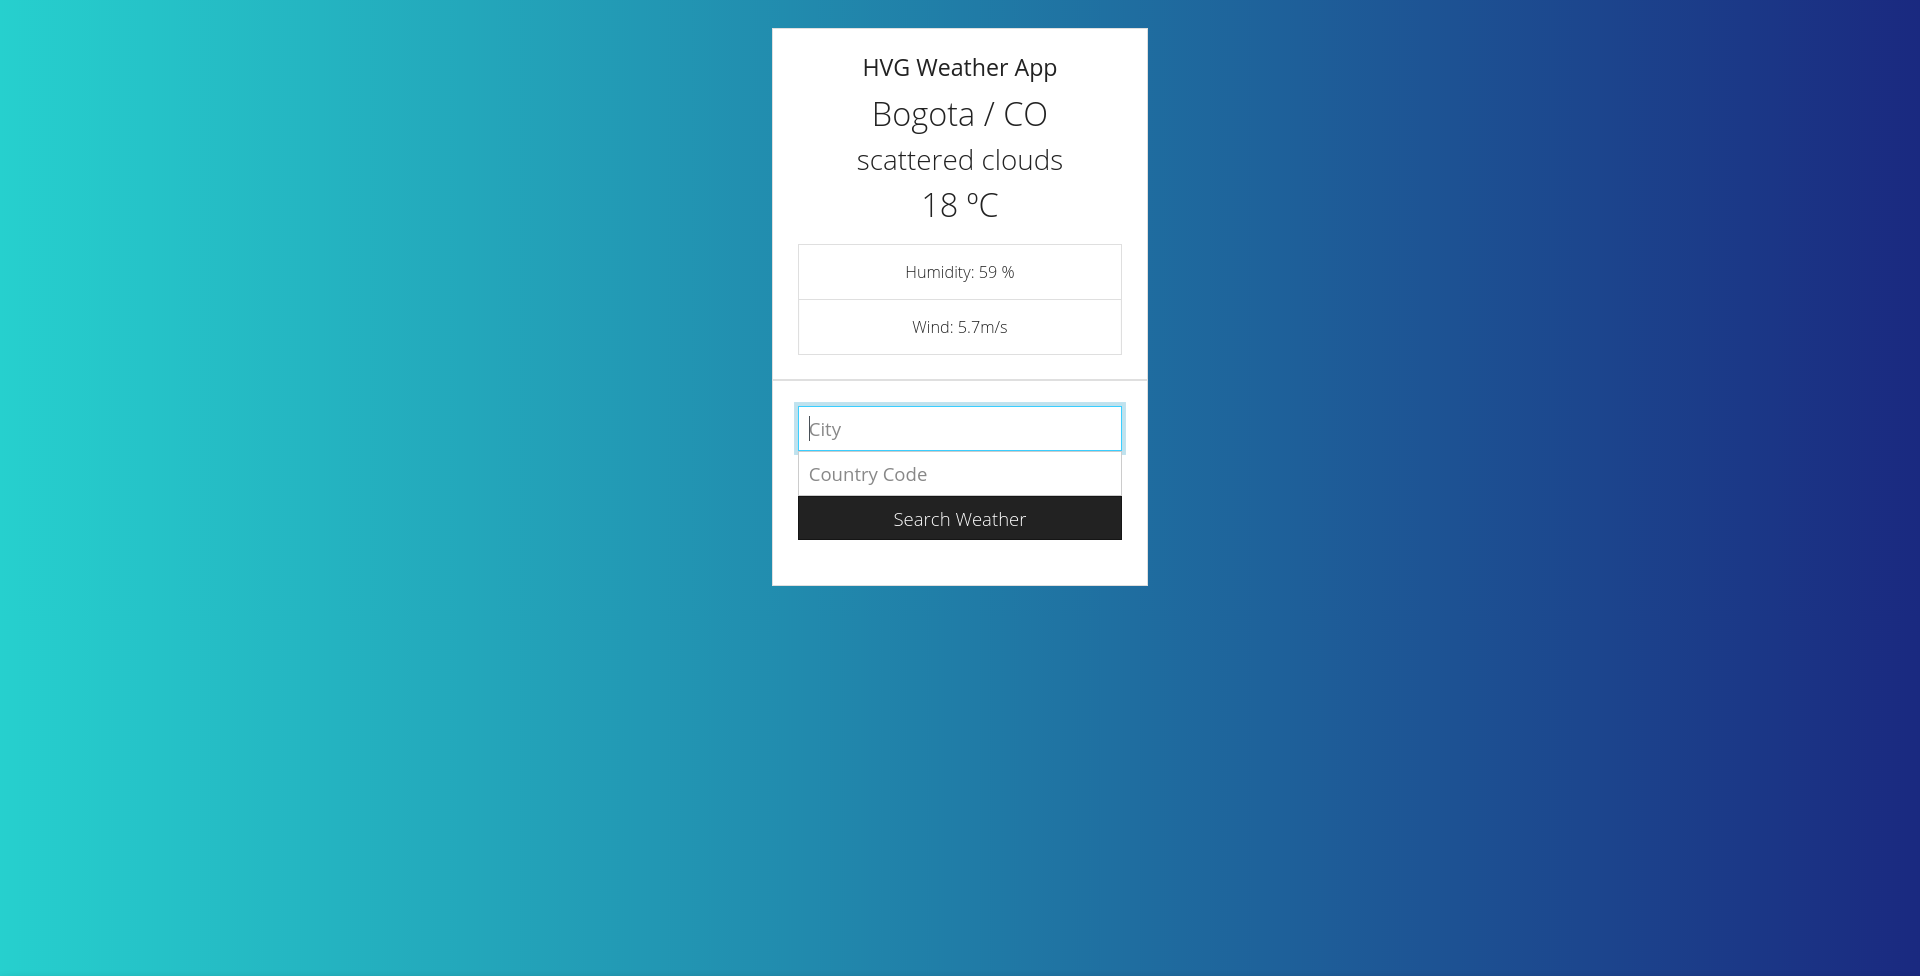 HVG Weather App
Bogota / CO
scattered clouds
18 ºC
Humidity: 59 %
Wind: 5.7m/s
City
Country Code
Search Weather